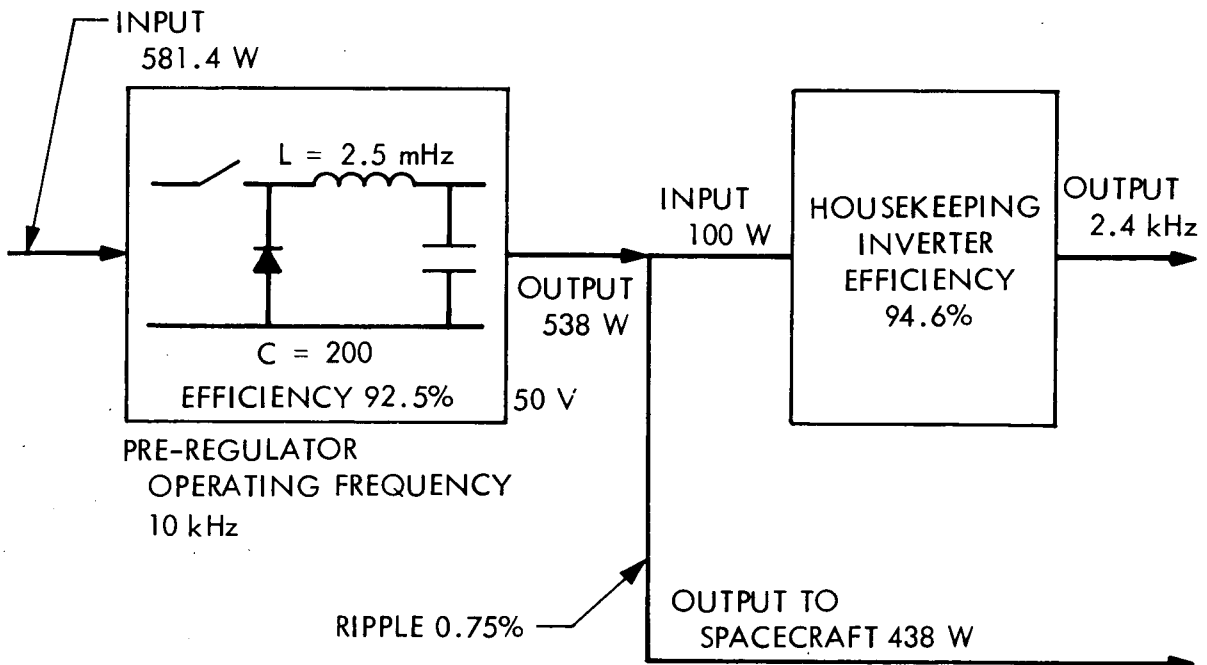 INPUT
581.4 W
L = 2.5 mHz
C = 200
EFFICIENCY 92.5%
50 V
PRE-REGULATOR
OPERATING FREQUENCY
10 kHz
OUTPUT
538 W
INPUT
100 W
HOUSEKEEPING
INVERTER
EFFICIENCY
94.6%
OUTPUT
2.4 kHz
RIPPLE 0.75%
OUTPUT TO
SPACECRAFT 438 W